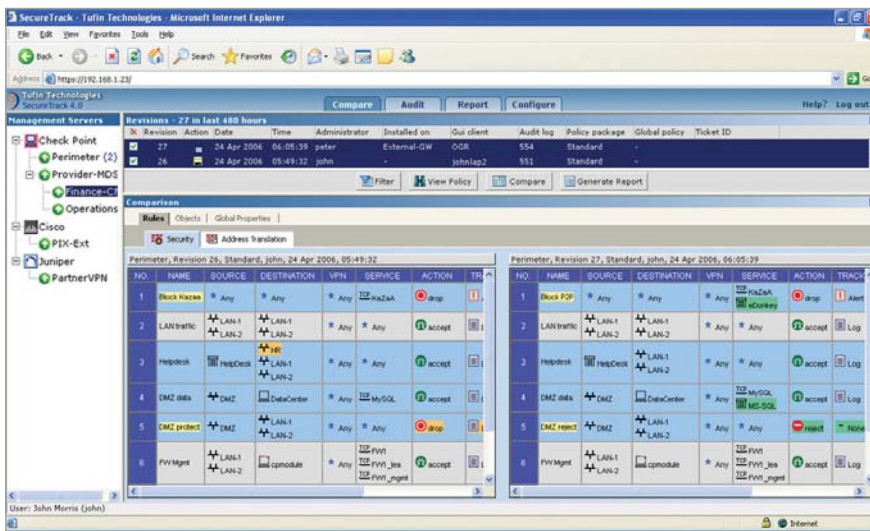 SecureTrack - Tufin Technologies - Microsoft Internet Explorer
File Edit View Favorites Tools Help
Back Search Favorites
Address https://192.168.1.23/ Go
Tufin Technologies
SecureTrack 4.0
Compare Audit Report Configure Help? Log out
Management Servers
Check Point
Perimeter (2)
Provider-MDS
Finance-C
Operations
Cisco
PIX-Ext
Juniper
PartnerVPN
Revisions - 27 in last 480 hours
Revision Action Date Time Administrator Installed on Gui client Audit log Policy package Global policy Ticket ID
27 24 Apr 2006 06:05:39 peter External-GW OGR 554 Standard -
26 24 Apr 2006 05:49:32 john - johnlap2 551 Standard -
Filter View Policy Compare Generate Report
Comparison
Rules Objects Global Properties
Security Address Translation
Perimeter, Revision 26, Standard, john, 24 Apr 2006, 05:49:32
NO. NAME SOURCE DESTINATION VPN SERVICE ACTION TR
1 Block Kazaa * Any * Any * Any TCP KaZaA drop
2 LAN traffic LAN-1 LAN-2 LAN-1 LAN-2 * Any * Any accept
3 Helpdesk HelpDesk HR LAN-1 LAN-2 * Any * Any accept
4 DMZ data DMZ DataCenter * Any TCP MySQL accept
5 DMZ protect DMZ LAN-1 LAN-2 * Any * Any drop
6 FW Mgmt LAN-1 LAN-2 cpmodule * Any TCP FW1 TCP FW1_lea TCP FW1_mgmt accept
Perimeter, Revision 27, Standard, john, 24 Apr 2006, 06:05:39
NO. NAME SOURCE DESTINATION VPN SERVICE ACTION TRACK
1 Block P2P * Any * Any * Any TCP KaZaA eDonkey drop Alert
2 LAN traffic LAN-1 LAN-2 LAN-1 LAN-2 * Any * Any accept Log
3 Helpdesk HelpDesk LAN-1 LAN-2 * Any * Any accept Log
4 DMZ data DMZ DataCenter * Any TCP MySQL MS-SQL accept Log
5 DMZ reject DMZ LAN-1 LAN-2 * Any * Any reject - None
6 FW Mgmt LAN-1 LAN-2 cpmodule * Any TCP FW1 TCP FW1_lea TCP FW1_mgmt accept Log
User: John Morris (john)
Internet